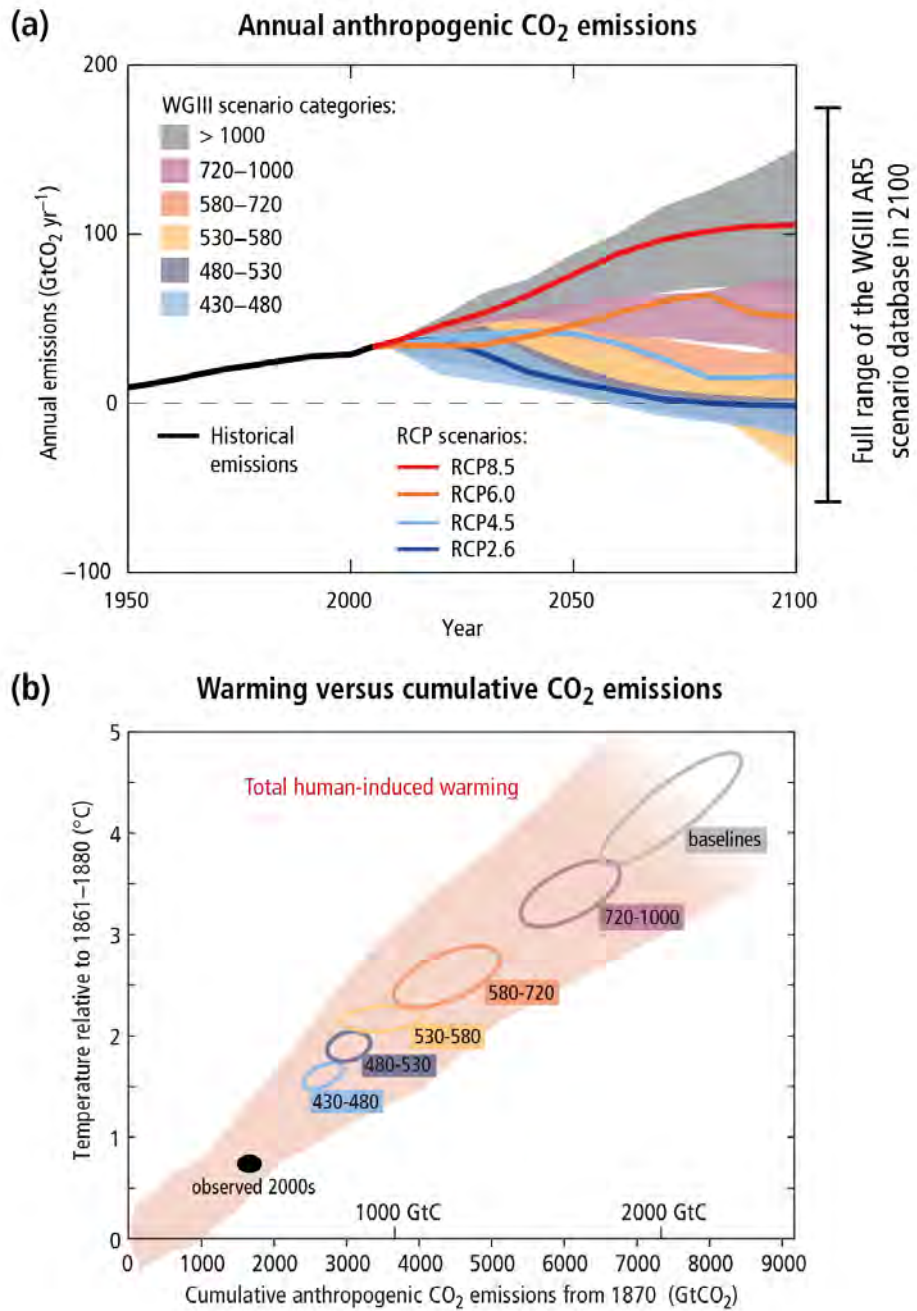 (a) Annual anthropogenic CO₂ emissions
200
100
0
−100
Annual emissions (GtCO₂ yr⁻¹)
WGIII scenario categories:
> 1000
720–1000
580–720
530–580
480–530
430–480
Historical
emissions
RCP scenarios:
RCP8.5
RCP6.0
RCP4.5
RCP2.6
1950 2000 2050 2100
Year
Full range of the WGIII AR5
scenario database in 2100
(b) Warming versus cumulative CO₂ emissions
5
4
3
2
1
0
Temperature relative to 1861–1880 (°C)
Total human-induced warming
baselines
720-1000
580-720
530-580
480-530
430-480
observed 2000s
1000 GtC 2000 GtC
0 1000 2000 3000 4000 5000 6000 7000 8000 9000
Cumulative anthropogenic CO₂ emissions from 1870 (GtCO₂)